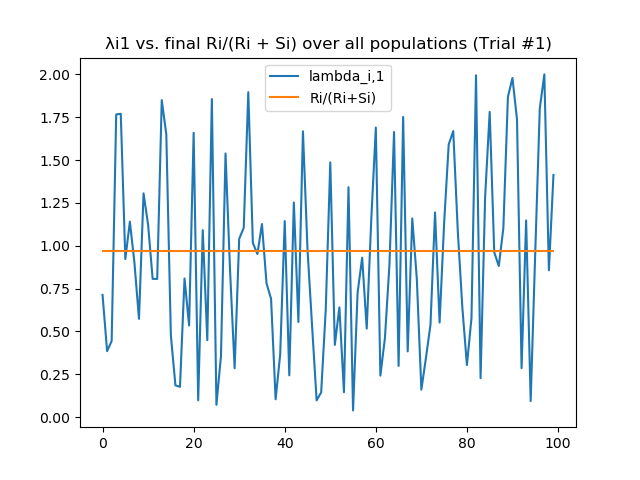 λi1 vs. final Ri/(Ri + Si) over all populations (Trial #1)
lambda_i,1
Ri/(Ri+Si)
2.00
1.75
1.50
1.25
1.00
0.75
0.50
0.25
0.00
0 20 40 60 80 100